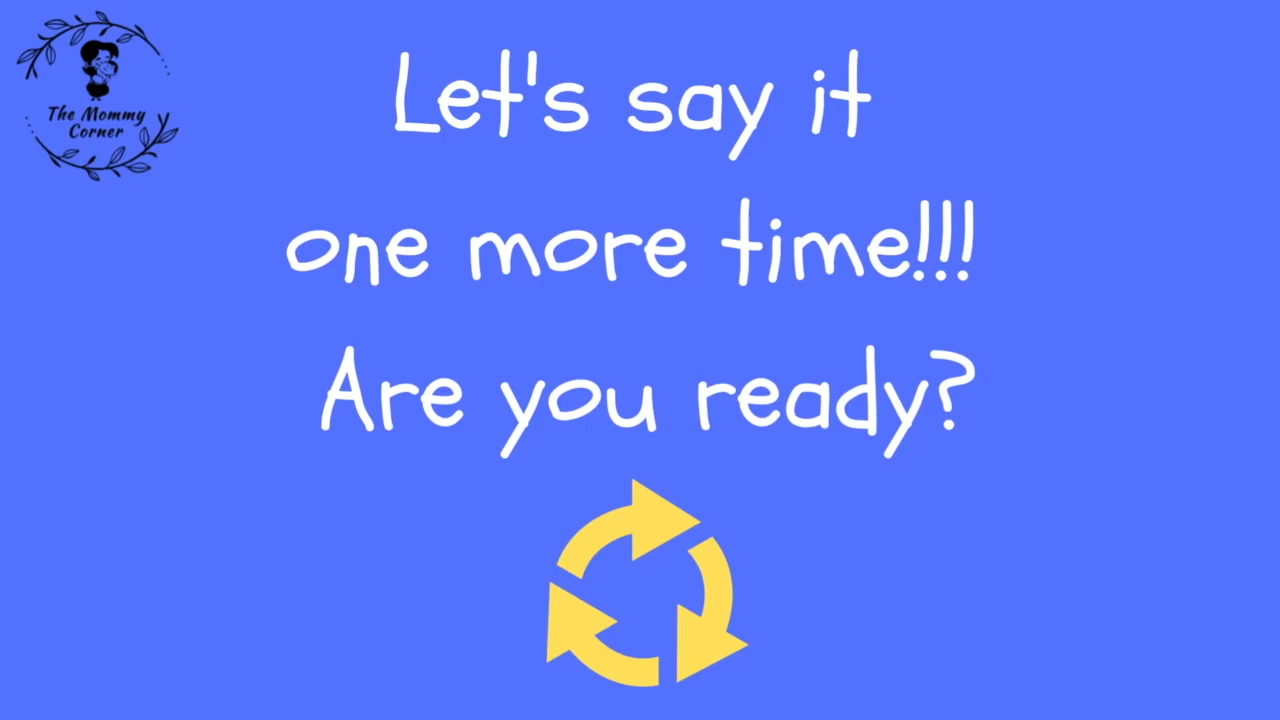 The Mommy
Corner
Let's say it
one more time!!!
Are you ready?